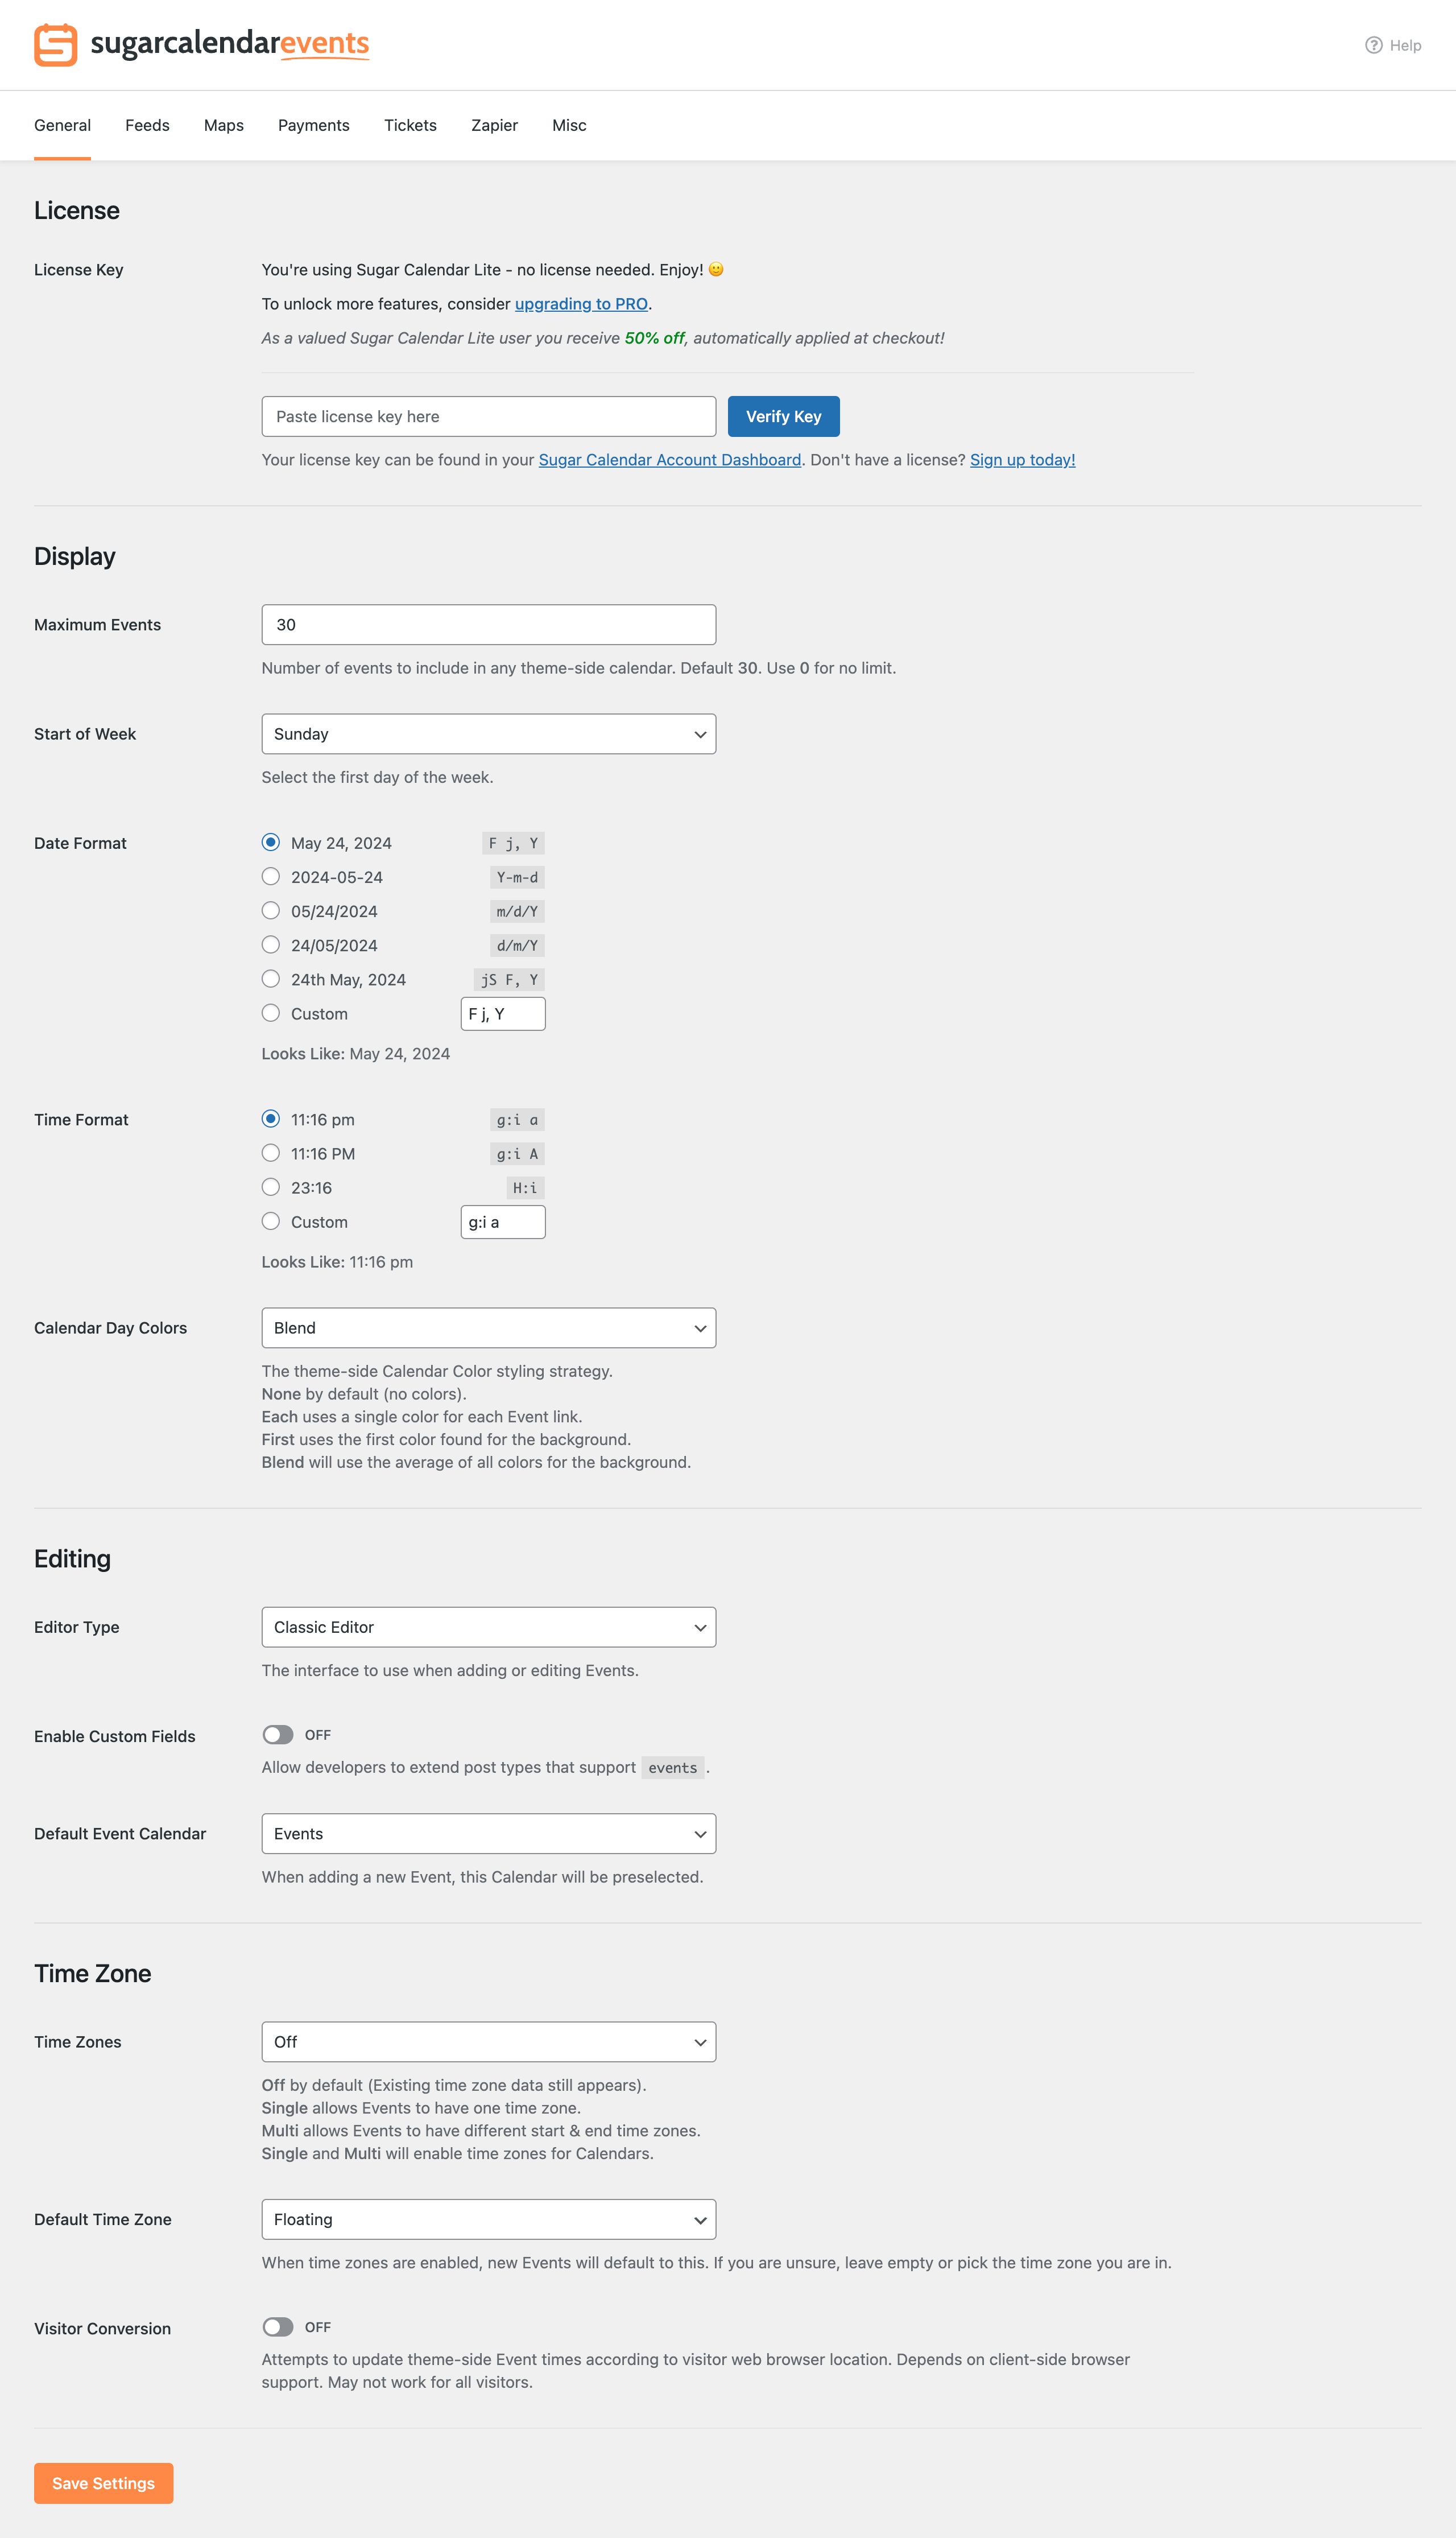 sugarcalendarevents
Help
General Feeds Maps Payments Tickets Zapier Misc
License
License Key
You're using Sugar Calendar Lite - no license needed. Enjoy! 🙂
To unlock more features, consider upgrading to PRO.
As a valued Sugar Calendar Lite user you receive 50% off, automatically applied at checkout!
Paste license key here
Verify Key
Your license key can be found in your Sugar Calendar Account Dashboard. Don't have a license? Sign up today!
Display
Maximum Events
30
Number of events to include in any theme-side calendar. Default 30. Use 0 for no limit.
Start of Week
Sunday
Select the first day of the week.
Date Format
May 24, 2024 F j, Y
2024-05-24 Y-m-d
05/24/2024 m/d/Y
24/05/2024 d/m/Y
24th May, 2024 jS F, Y
Custom F j, Y
Looks Like: May 24, 2024
Time Format
11:16 pm g:i a
11:16 PM g:i A
23:16 H:i
Custom g:i a
Looks Like: 11:16 pm
Calendar Day Colors
Blend
The theme-side Calendar Color styling strategy.
None by default (no colors).
Each uses a single color for each Event link.
First uses the first color found for the background.
Blend will use the average of all colors for the background.
Editing
Editor Type
Classic Editor
The interface to use when adding or editing Events.
Enable Custom Fields
OFF
Allow developers to extend post types that support events.
Default Event Calendar
Events
When adding a new Event, this Calendar will be preselected.
Time Zone
Time Zones
Off
Off by default (Existing time zone data still appears).
Single allows Events to have one time zone.
Multi allows Events to have different start & end time zones.
Single and Multi will enable time zones for Calendars.
Default Time Zone
Floating
When time zones are enabled, new Events will default to this. If you are unsure, leave empty or pick the time zone you are in.
Visitor Conversion
OFF
Attempts to update theme-side Event times according to visitor web browser location. Depends on client-side browser
support. May not work for all visitors.
Save Settings